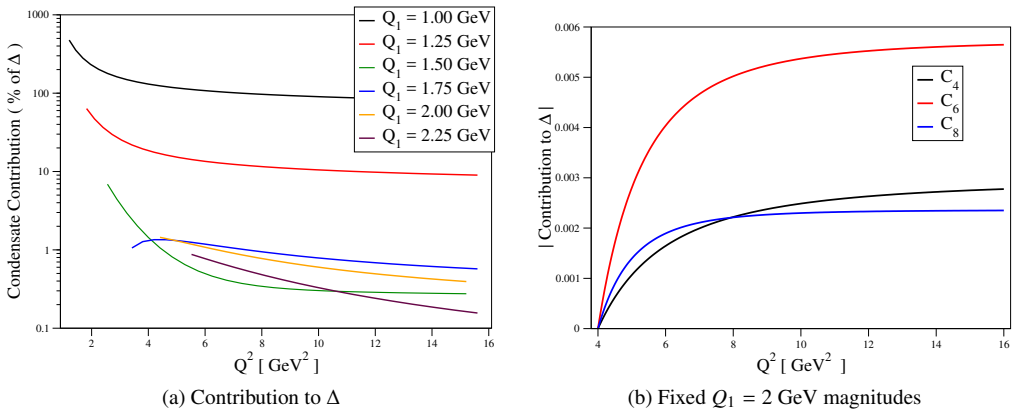 1000
100
10
1
0.1
Condensate Contribution ( % of Δ )
2 4 6 8 10 12 14 16
Q² [ GeV² ]
Q₁ = 1.00 GeV
Q₁ = 1.25 GeV
Q₁ = 1.50 GeV
Q₁ = 1.75 GeV
Q₁ = 2.00 GeV
Q₁ = 2.25 GeV
(a) Contribution to Δ
0.006
0.005
0.004
0.003
0.002
0.001
0
| Contribution to Δ|
4 6 8 10 12 14 16
Q² [ GeV² ]
C₄
C₆
C₈
(b) Fixed Q₁ = 2 GeV magnitudes